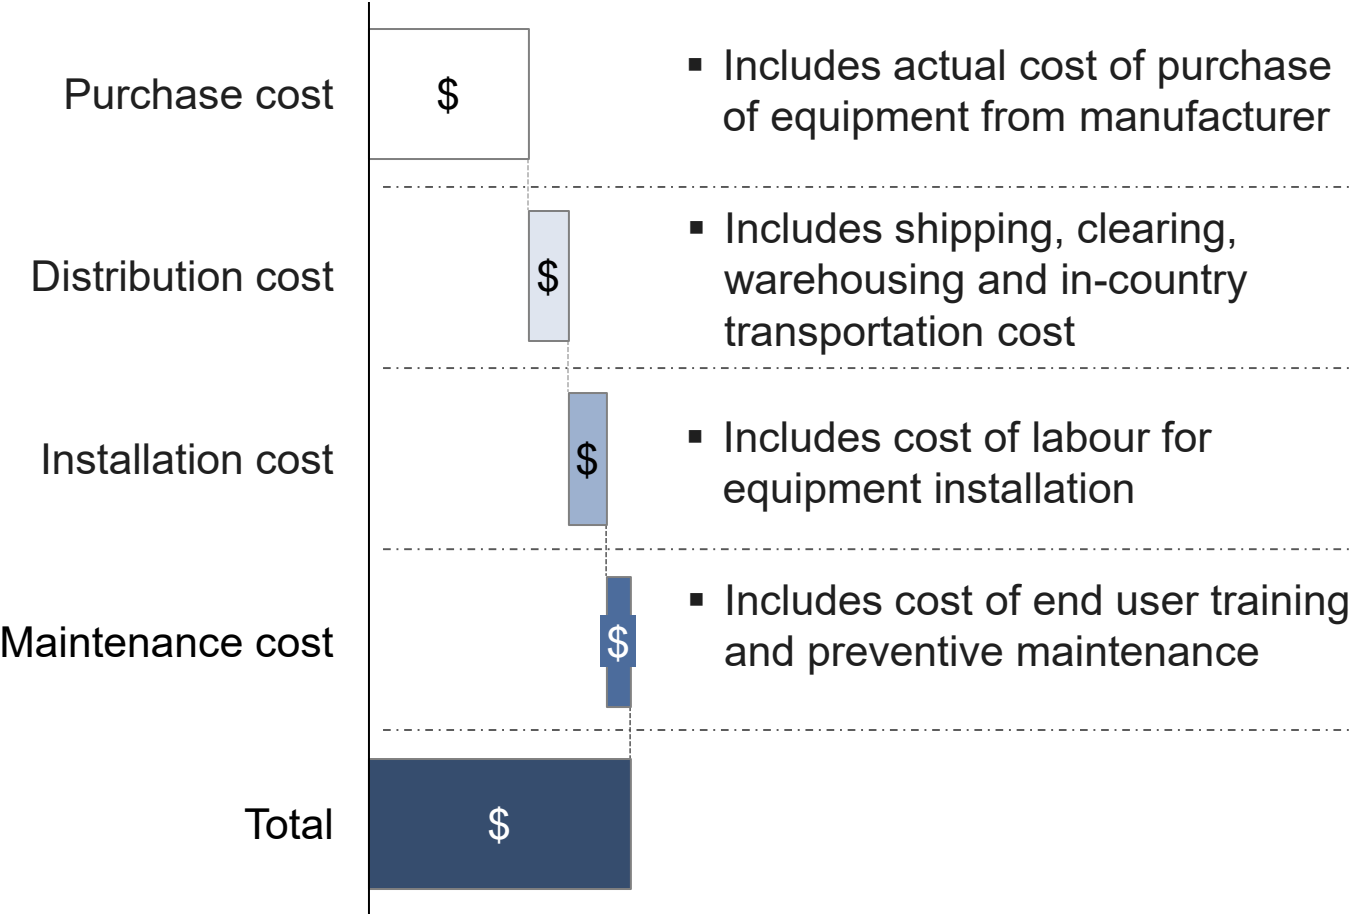 Purchase cost
$
▪ Includes actual cost of purchase
of equipment from manufacturer
Distribution cost
$
▪ Includes shipping, clearing,
warehousing and in-country
transportation cost
Installation cost
$
▪ Includes cost of labour for
equipment installation
Maintenance cost
$
▪ Includes cost of end user training
and preventive maintenance
Total
$